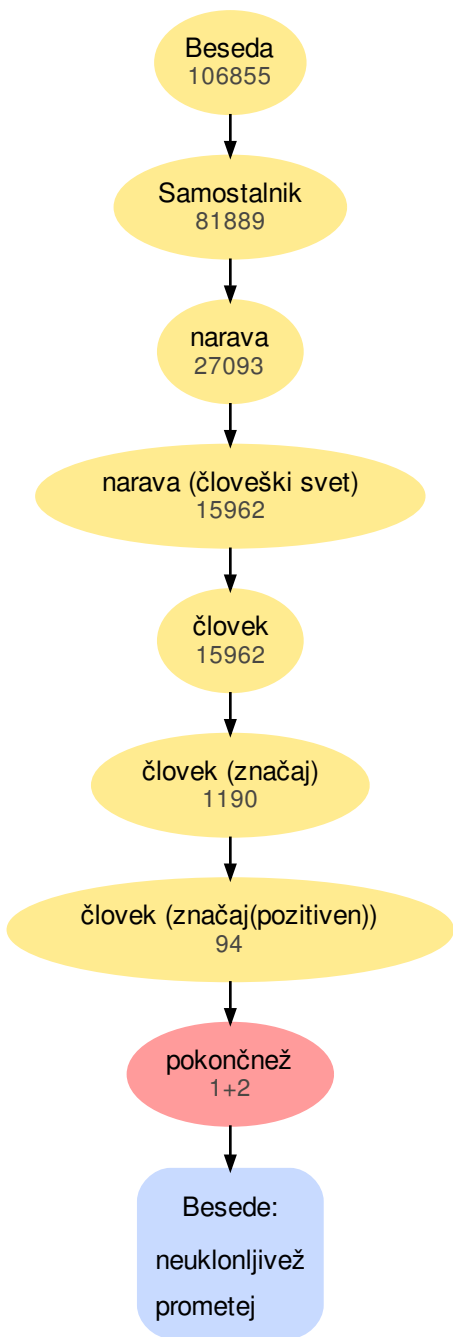 Beseda
106855
Samostalnik
81889
narava
27093
narava (človeški svet)
15962
človek
15962
človek (značaj)
1190
človek (značaj(pozitiven))
94
pokončnež
1+2
Besede:
neuklonljivež
prometej